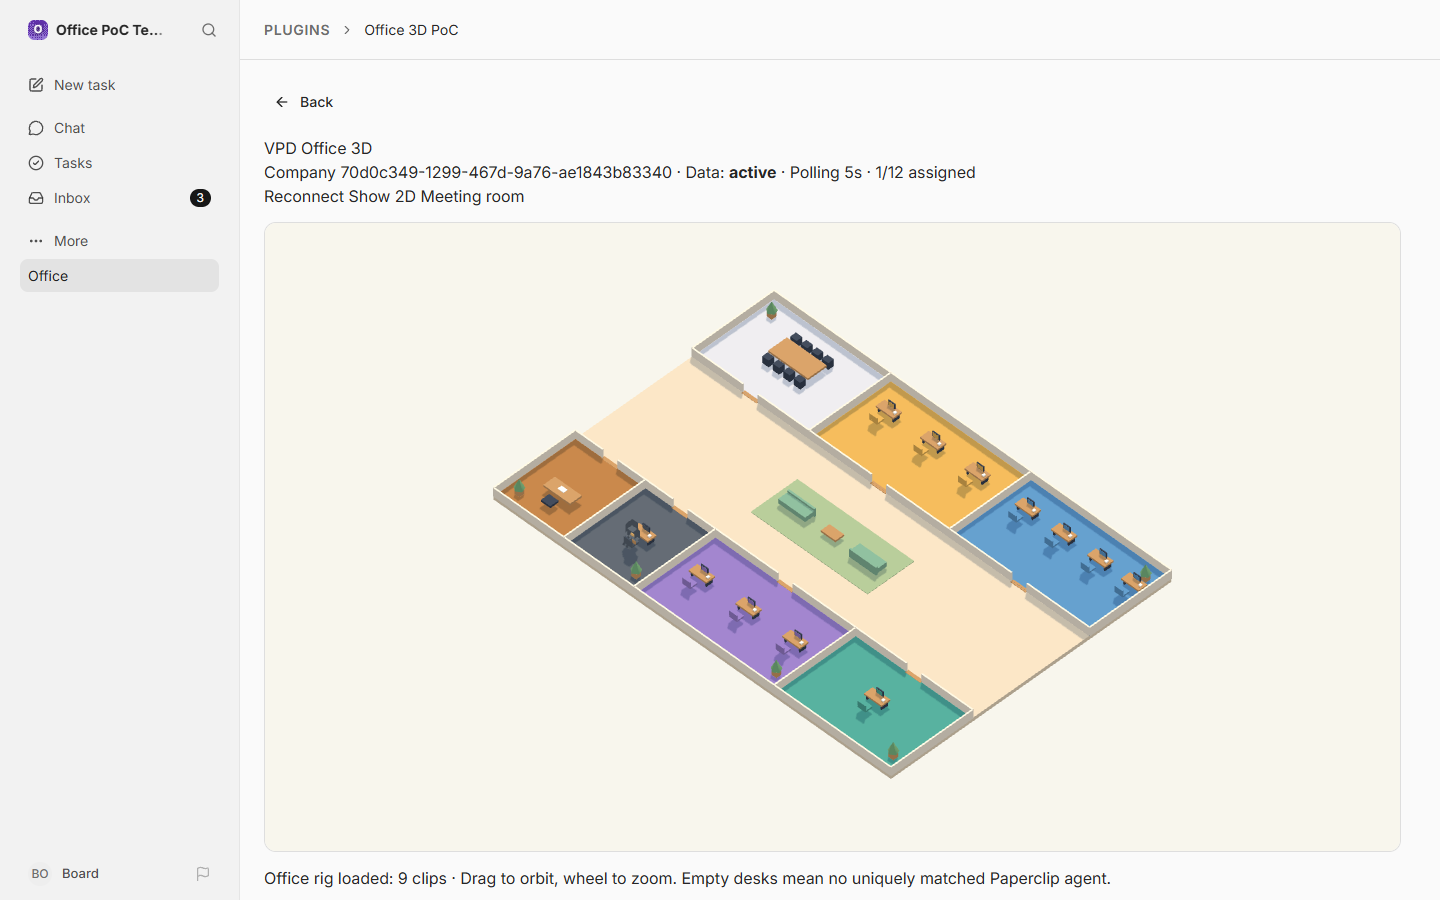 Office PoC Te...
New task
Chat
Tasks
Inbox
3
More
Office
BO
Board
PLUGINS > Office 3D PoC
← Back
VPD Office 3D
Company 70d0c349-1299-467d-9a76-ae1843b83340 · Data: active · Polling 5s · 1/12 assigned
Reconnect Show 2D Meeting room
Office rig loaded: 9 clips · Drag to orbit, wheel to zoom. Empty desks mean no uniquely matched Paperclip agent.